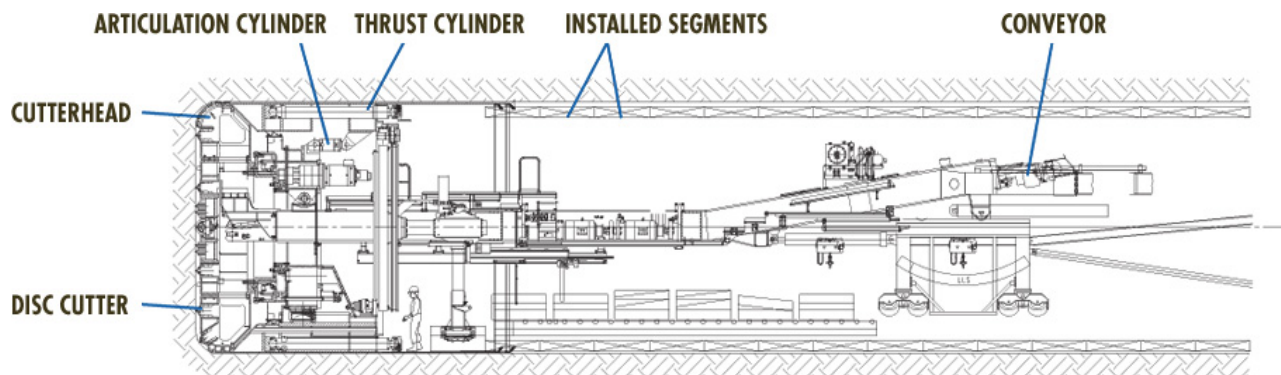 ARTICULATION CYLINDER
THRUST CYLINDER
INSTALLED SEGMENTS
CONVEYOR
CUTTERHEAD
DISC CUTTER